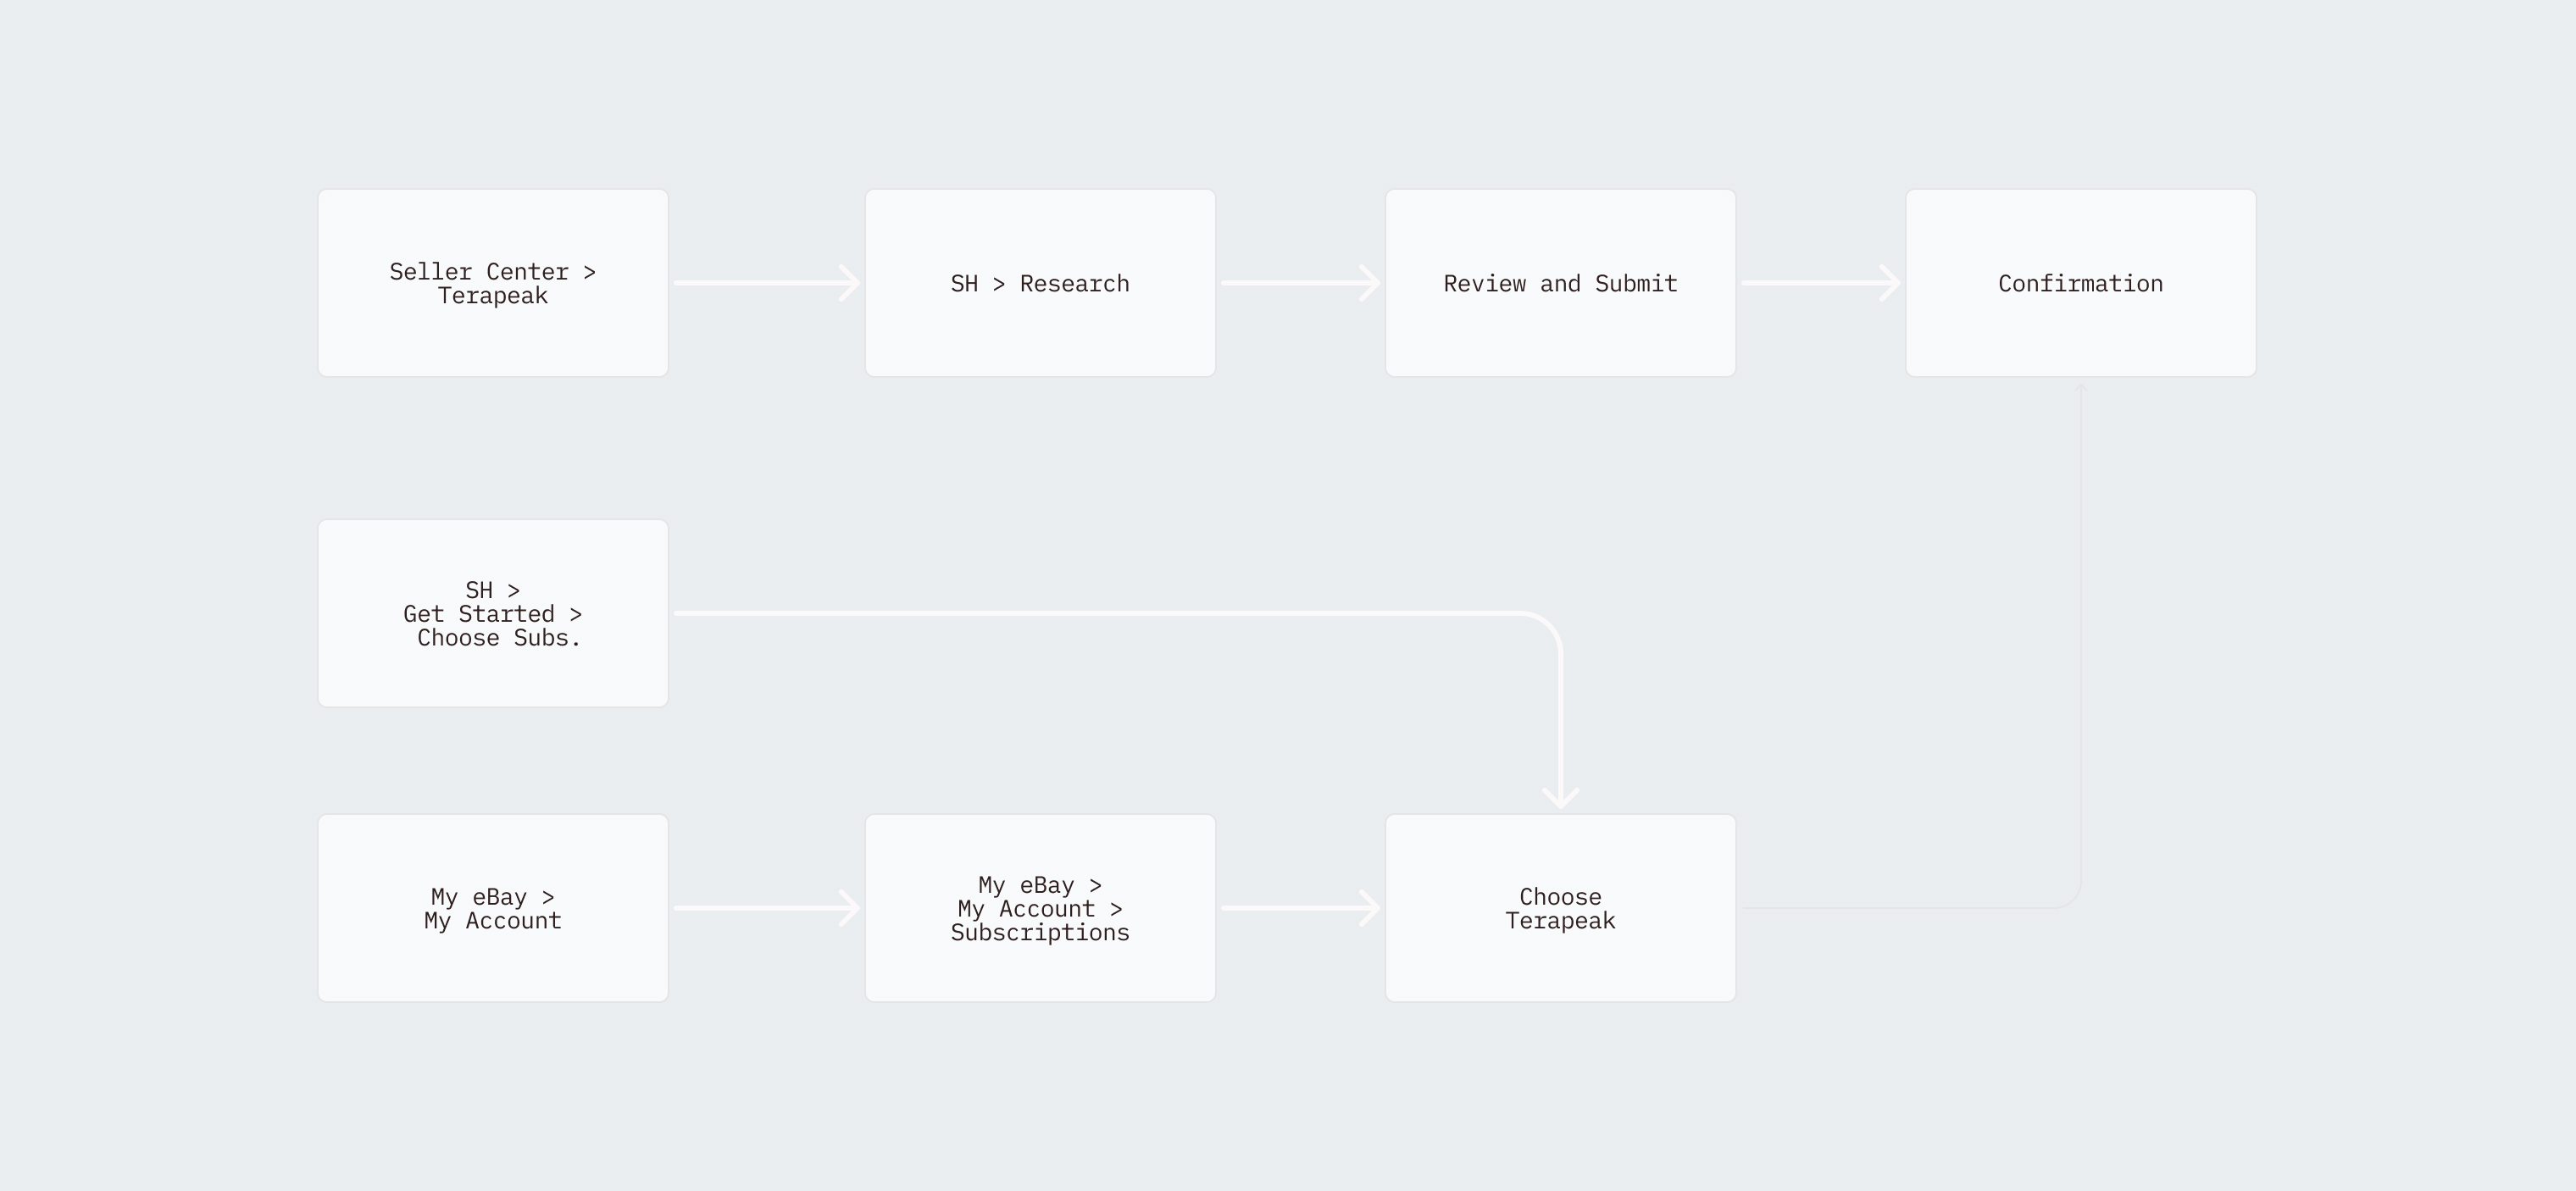 Seller Center >
Terapeak
SH > Research
Review and Submit
Confirmation
SH >
Get Started >
Choose Subs.
My eBay >
My Account
My eBay >
My Account >
Subscriptions
Choose
Terapeak